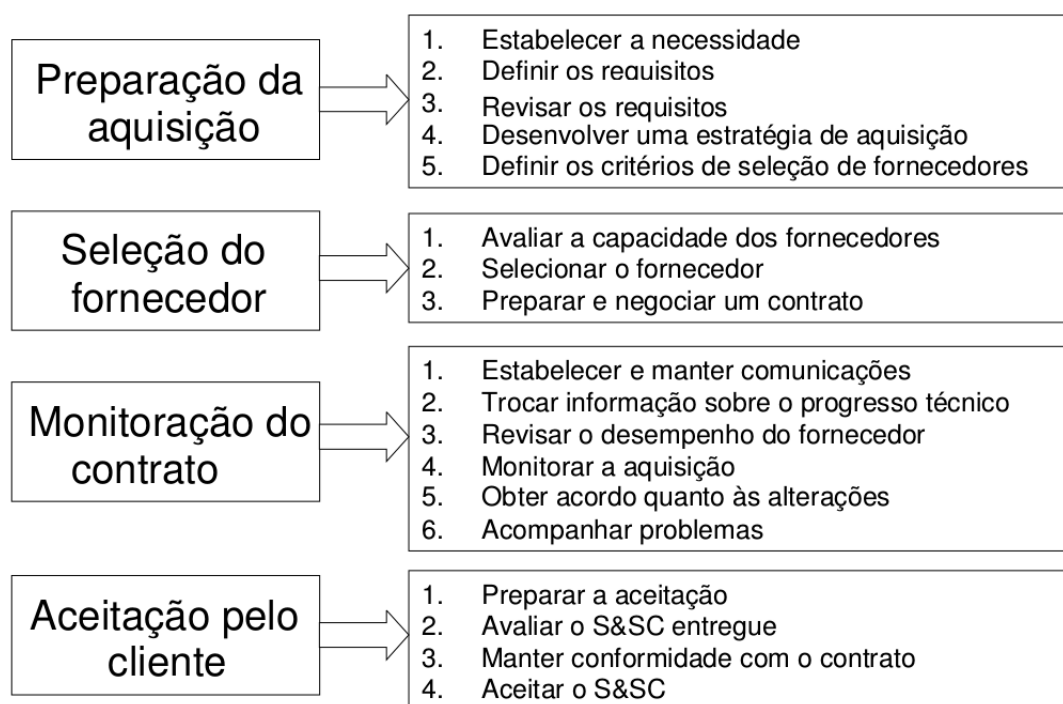 Preparação da
aquisição
1. Estabelecer a necessidade
2. Definir os requisitos
3. Revisar os requisitos
4. Desenvolver uma estratégia de aquisição
5. Definir os critérios de seleção de fornecedores
Seleção do
fornecedor
1. Avaliar a capacidade dos fornecedores
2. Selecionar o fornecedor
3. Preparar e negociar um contrato
Monitoração do
contrato
1. Estabelecer e manter comunicações
2. Trocar informação sobre o progresso técnico
3. Revisar o desempenho do fornecedor
4. Monitorar a aquisição
5. Obter acordo quanto às alterações
6. Acompanhar problemas
Aceitação pelo
cliente
1. Preparar a aceitação
2. Avaliar o S&SC entregue
3. Manter conformidade com o contrato
4. Aceitar o S&SC